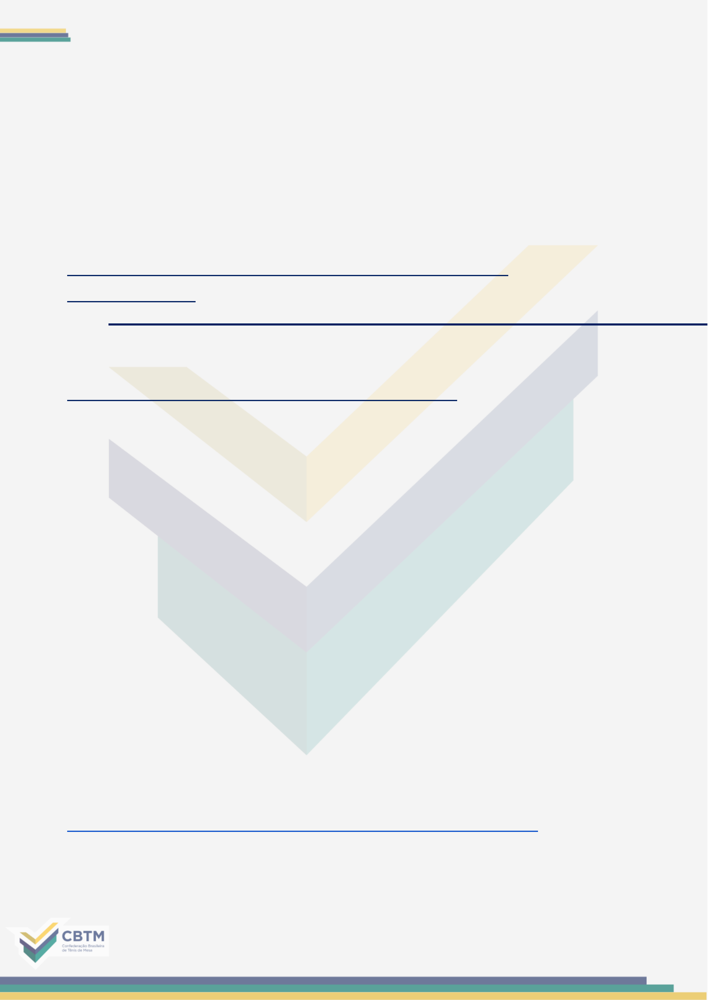 CBTM
Confederação Brasileira
de Tênis de Mesa